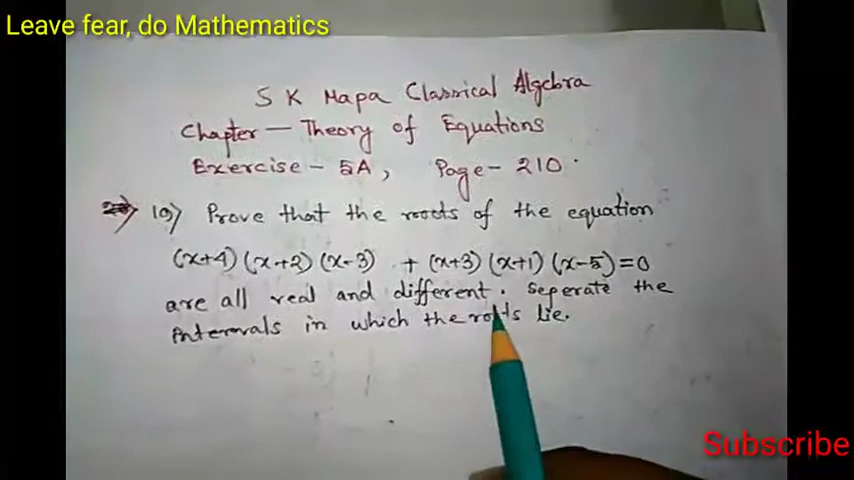 Leave fear, do Mathematics
S K Mapa Classical Algebra
Chapter — Theory of Equations
Exercise - 5A, Page - 210.
19) Prove that the roots of the equation
(x+4)(x+2)(x-3) + (x+3)(x+1)(x-5)=0
are all real and different. Seperate the
intervals in which the roots lie.
Subscribe